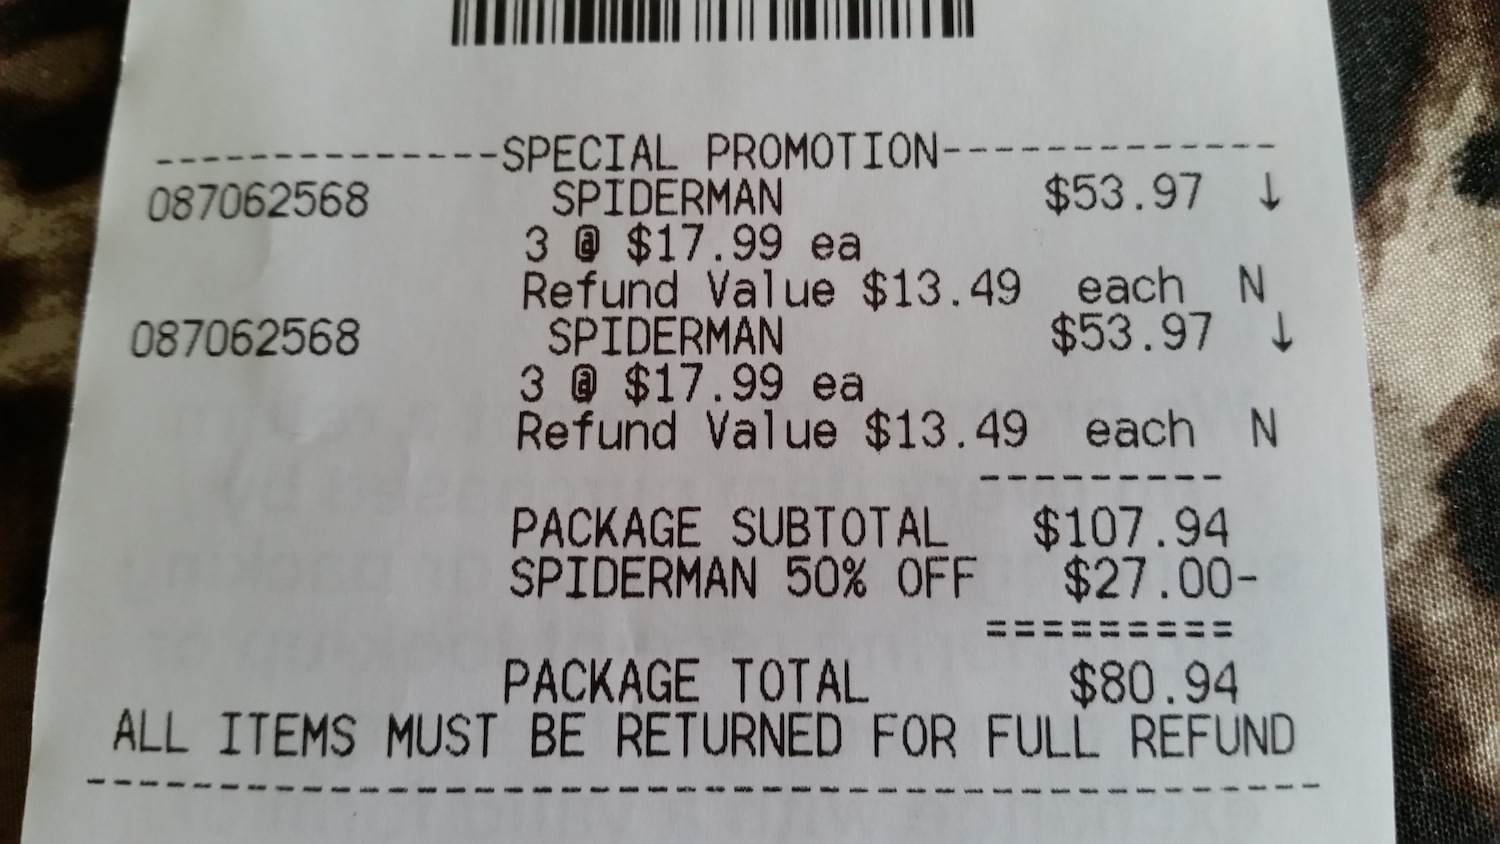 --------------SPECIAL PROMOTION-------------
087062568 SPIDERMAN $53.97 ↓
3 @ $17.99 ea
Refund Value $13.49 each N
087062568 SPIDERMAN $53.97 ↓
3 @ $17.99 ea
Refund Value $13.49 each N
---------
PACKAGE SUBTOTAL $107.94
SPIDERMAN 50% OFF $27.00-
=========
PACKAGE TOTAL $80.94
ALL ITEMS MUST BE RETURNED FOR FULL REFUND
--------------------------------------------